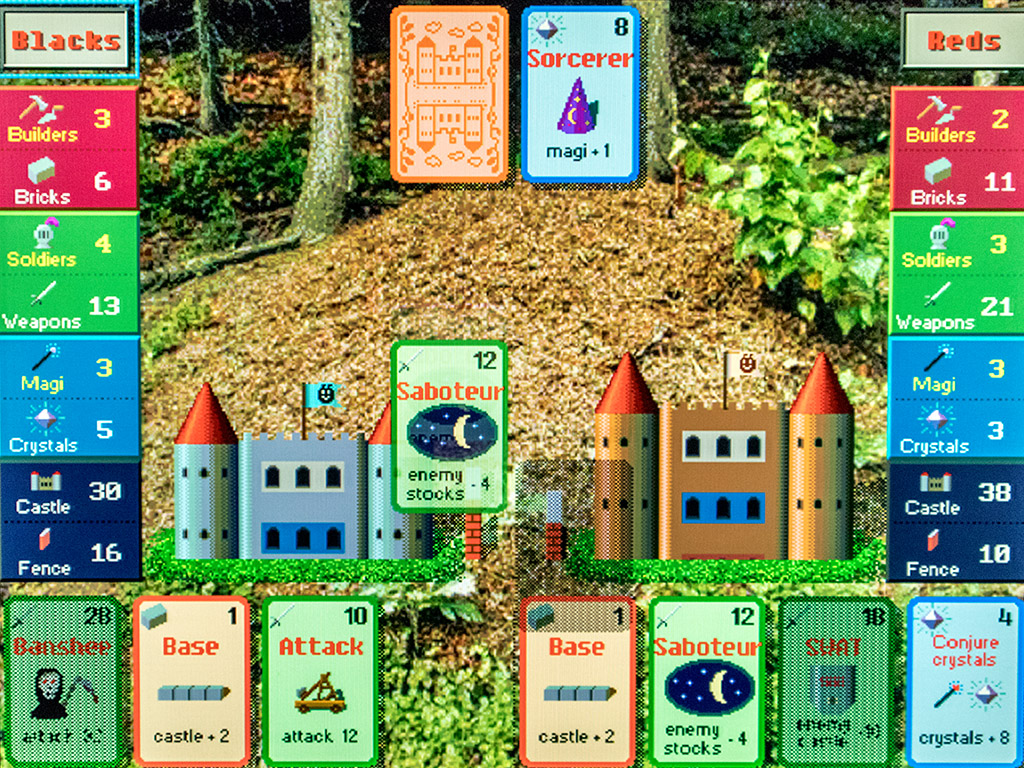 Blacks
Builders 3
Bricks 6
Soldiers 4
Weapons 13
Magi 3
Crystals 5
Castle 30
Fence 16
8
Sorcerer
magi + 1
12
Saboteur
enemy
stocks - 4
Reds
Builders 2
Bricks 11
Soldiers 3
Weapons 21
Magi 3
Crystals 3
Castle 38
Fence 10
28
Banshee
attack
1
Base
castle + 2
10
Attack
attack 12
1
Base
castle + 2
12
Saboteur
enemy
stocks - 4
18
SWAT
enemy
castle
4
Conjure
crystals
crystals + 8